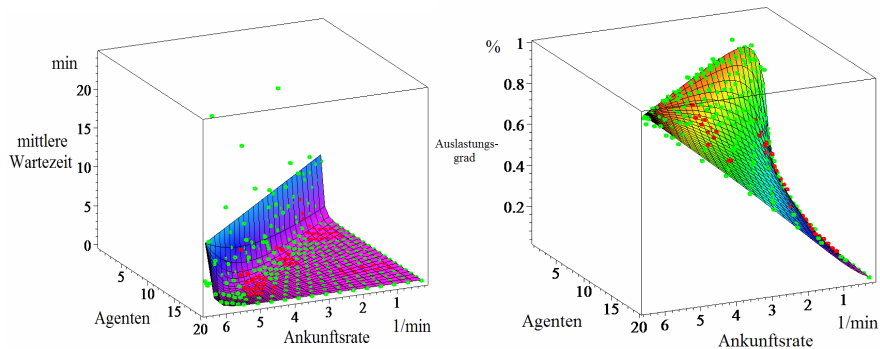 min
20
15
mittlere
Wartezeit
10
5
0
5
10
15
20
Agenten
6
5
4
3
2
1
Ankunftsrate
1/min
%
1
0.8
0.6
Auslastungs-
grad
0.4
0.2
5
10
15
20
Agenten
6
5
4
3
2
1
Ankunftsrate
1/min